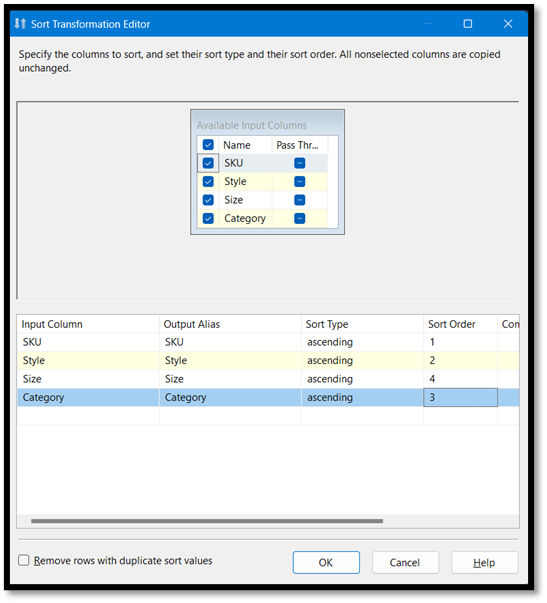 Sort Transformation Editor
Specify the columns to sort, and set their sort type and their sort order. All nonselected columns are copied
unchanged.
Available Input Columns
Name Pass Thr...
SKU
Style
Size
Category
Input Column Output Alias Sort Type Sort Order Con
SKU SKU ascending 1
Style Style ascending 2
Size Size ascending 4
Category Category ascending 3
Remove rows with duplicate sort values
OK Cancel Help